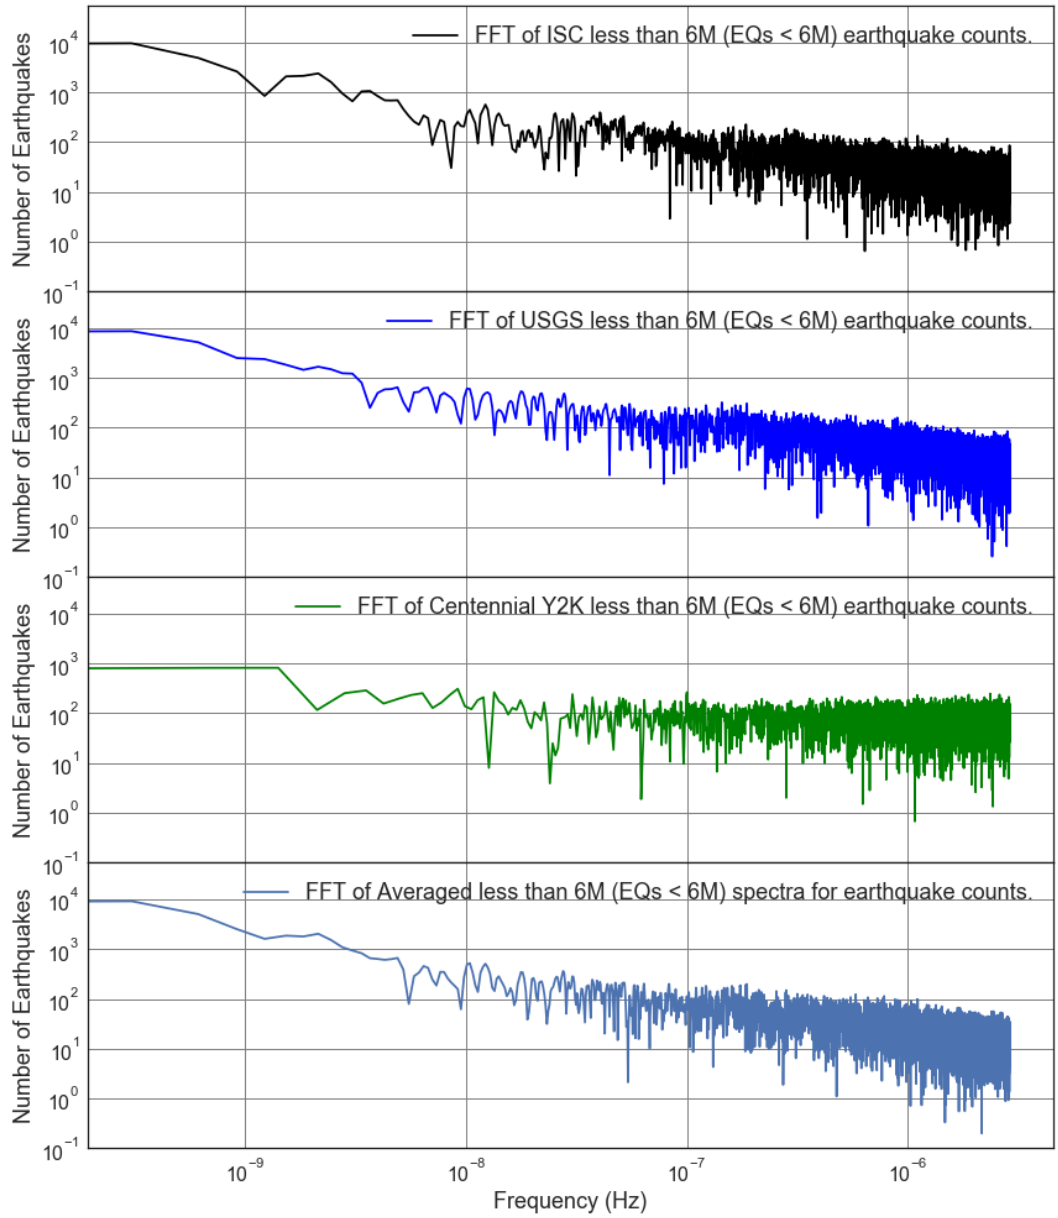 FFT of ISC less than 6M (EQs < 6M) earthquake counts.
Number of Earthquakes
10⁴
10³
10²
10¹
10⁰
10⁻¹
FFT of USGS less than 6M (EQs < 6M) earthquake counts.
Number of Earthquakes
10⁴
10³
10²
10¹
10⁰
10⁻¹
FFT of Centennial Y2K less than 6M (EQs < 6M) earthquake counts.
Number of Earthquakes
10⁴
10³
10²
10¹
10⁰
10⁻¹
FFT of Averaged less than 6M (EQs < 6M) spectra for earthquake counts.
Number of Earthquakes
10⁴
10³
10²
10¹
10⁰
10⁻¹
10⁻⁹ 10⁻⁸ 10⁻⁷ 10⁻⁶
Frequency (Hz)